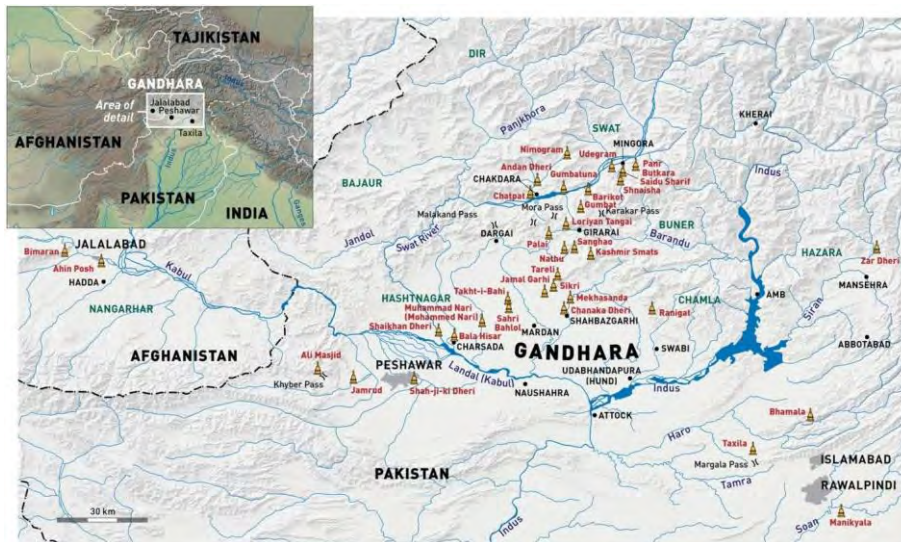 TAJIKISTAN
GANDHARA
Area of
detail
Jalalabad
Peshawar
Taxila
AFGHANISTAN
Indus
PAKISTAN
INDIA
Ganges
DIR
Panjkhora
KHERAI
SWAT
MINGORA
Nimogram
Udegram
Panr
Butkara
Saidu Sharif
Shnaisha
Andan Dheri
Gumbatuna
CHAKDARA
Chatpat
Barikot
Gumbat
Indus
BAJAUR
Mora Pass
Karakar Pass
Malakand Pass
Loriyan Tangai
GIRARAI
BUNER
Jandol
Swat River
DARGAI
Palai
Sanghao
Barandu
Nathu
Kashmir Smats
HAZARA
Zar Dheri
JALALABAD
Bimaran
Ahin Posh
Kabul
HADDA
NANGARHAR
Tareli
Jamal Garhi
Sikri
MANSEHRA
HASHTNAGAR
Takht-i-Bahi
Mekhasanda
CHAMLA
AMB
Siran
Muhammad Nari
(Mohammed Nari)
Sahri
Bahlol
Chanaka Dheri
Ranigat
SHAHBAZGARHI
Shaikhan Dheri
Bala Hisar
MARDAN
CHARSADA
AFGHANISTAN
GANDHARA
SWABI
ABBOTABAD
Ali Masjid
PESHAWAR
Khyber Pass
Jamrud
Shah-ji-ki Dheri
Landai (Kabul)
UDABHANDAPURA
(HUND)
Indus
NAUSHAHRA
ATTOCK
Bhamala
Haro
Taxila
PAKISTAN
Margala Pass
ISLAMABAD
Tamra
RAWALPINDI
30 km
Indus
Soan
Manikyala